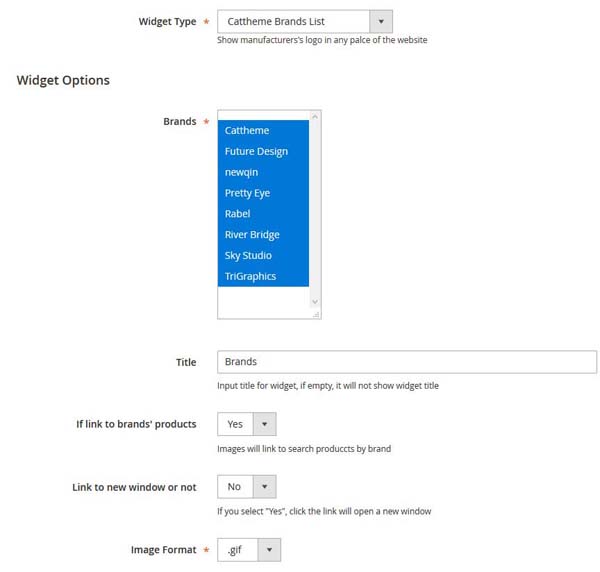 Widget Type * Cattheme Brands List
Show manufacturers's logo in any palce of the website
Widget Options
Brands *
Cattheme
Future Design
newqin
Pretty Eye
Rabel
River Bridge
Sky Studio
TriGraphics
Title Brands
Input title for widget, if empty, it will not show widget title
If link to brands' products Yes
Images will link to search produccts by brand
Link to new window or not No
If you select "Yes", click the link will open a new window
Image Format * .gif